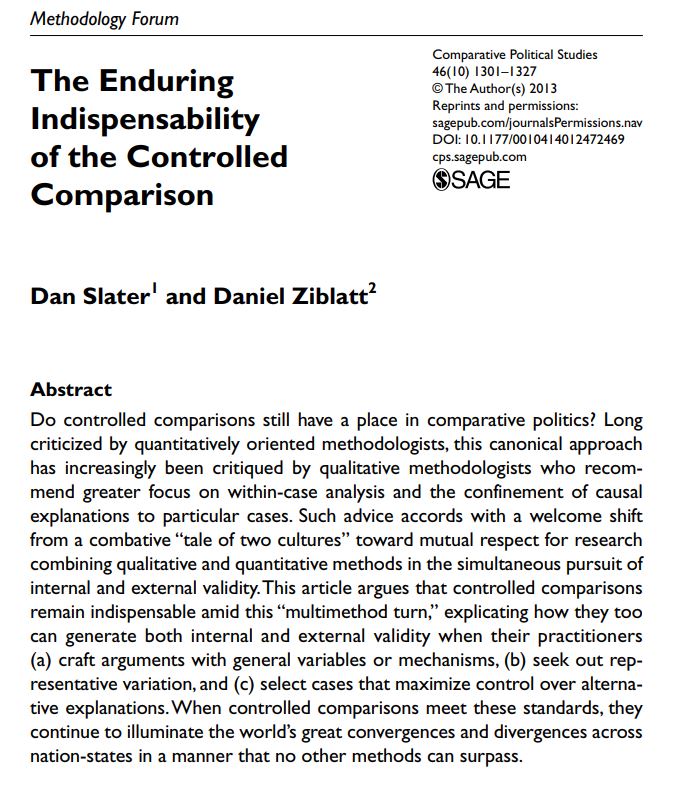 Methodology Forum
The Enduring
Indispensability
of the Controlled
Comparison
Comparative Political Studies
46(10) 1301–1327
© The Author(s) 2013
Reprints and permissions:
sagepub.com/journalsPermissions.nav
DOI: 10.1177/0010414012472469
cps.sagepub.com
SAGE
Dan Slater1 and Daniel Ziblatt2
Abstract
Do controlled comparisons still have a place in comparative politics? Long
criticized by quantitatively oriented methodologists, this canonical approach
has increasingly been critiqued by qualitative methodologists who recom-
mend greater focus on within-case analysis and the confinement of causal
explanations to particular cases. Such advice accords with a welcome shift
from a combative “tale of two cultures” toward mutual respect for research
combining qualitative and quantitative methods in the simultaneous pursuit of
internal and external validity. This article argues that controlled comparisons
remain indispensable amid this “multimethod turn,” explicating how they too
can generate both internal and external validity when their practitioners
(a) craft arguments with general variables or mechanisms, (b) seek out rep-
resentative variation, and (c) select cases that maximize control over alterna-
tive explanations. When controlled comparisons meet these standards, they
continue to illuminate the world’s great convergences and divergences across
nation-states in a manner that no other methods can surpass.